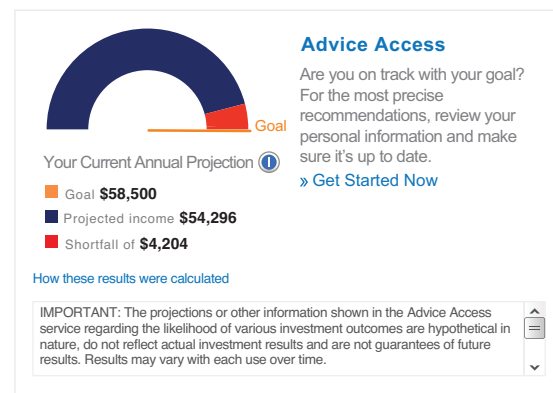 Goal
Your Current Annual Projection
Goal $58,500
Projected income $54,296
Shortfall of $4,204
Advice Access
Are you on track with your goal?
For the most precise
recommendations, review your
personal information and make
sure it's up to date.
» Get Started Now
How these results were calculated
IMPORTANT: The projections or other information shown in the Advice Access
service regarding the likelihood of various investment outcomes are hypothetical in
nature, do not reflect actual investment results and are not guarantees of future
results. Results may vary with each use over time.